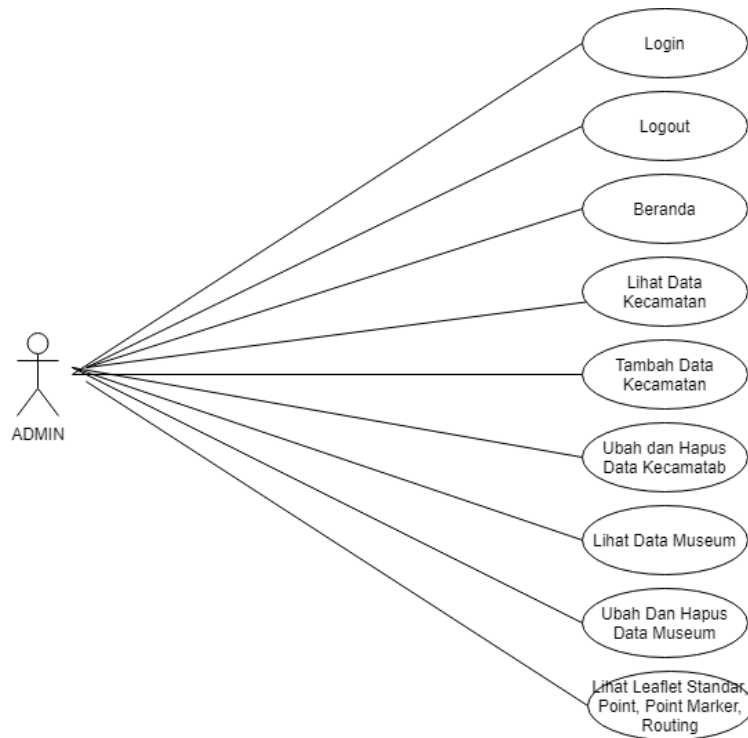 Login
Logout
Beranda
Lihat Data
Kecamatan
ADMIN
Tambah Data
Kecamatan
Ubah dan Hapus
Data Kecamatab
Lihat Data Museum
Ubah Dan Hapus
Data Museum
Lihat Leaflet Standar,
Point, Point Marker,
Routing